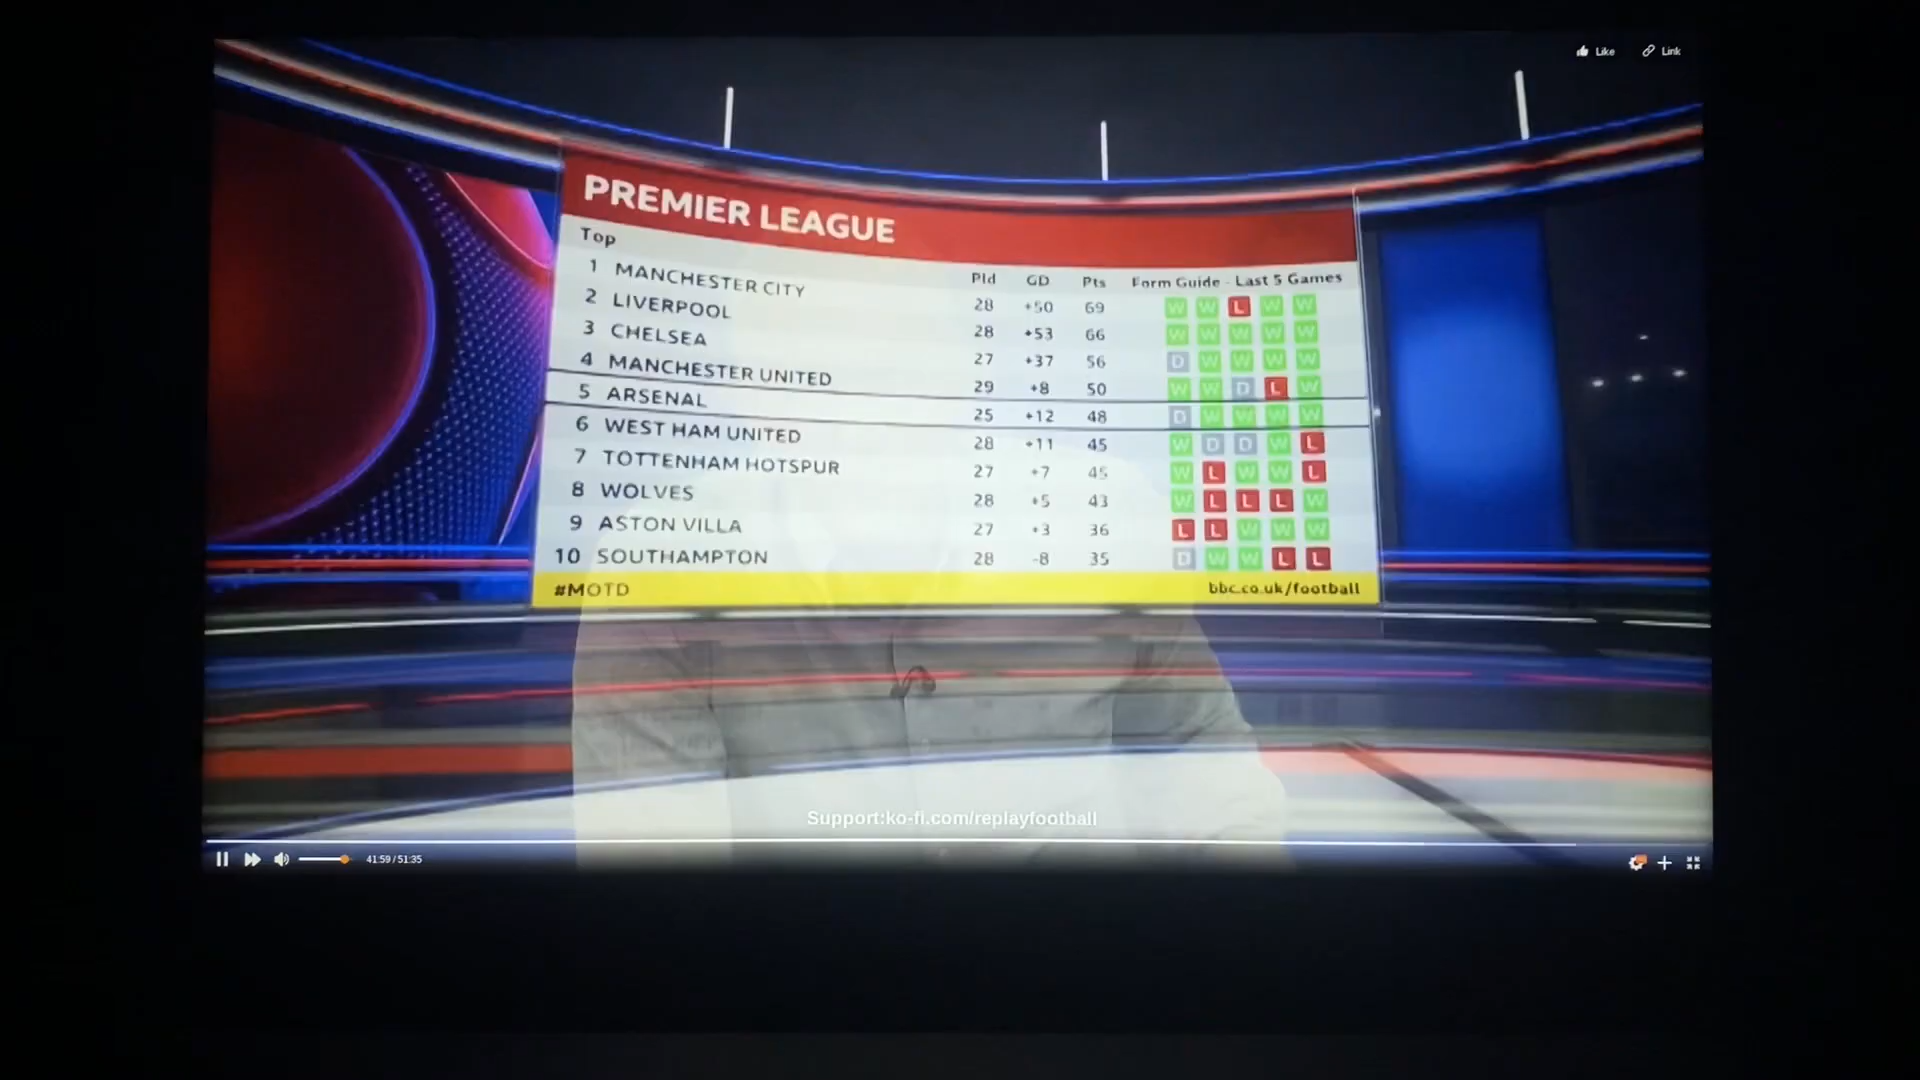 Like Link
PREMIER LEAGUE
Top Pld GD Pts Form Guide - Last 5 Games
1 MANCHESTER CITY 28 +50 69 W W L W W
2 LIVERPOOL 28 +53 66 W W W W W
3 CHELSEA 27 +37 56 D W W W W
4 MANCHESTER UNITED 29 +8 50 W W D L W
5 ARSENAL 25 +12 48 D W W W W
6 WEST HAM UNITED 28 +11 45 W D D W L
7 TOTTENHAM HOTSPUR 27 +7 45 W L W W L
8 WOLVES 28 +5 43 W L L L W
9 ASTON VILLA 27 +3 36 L L W W W
10 SOUTHAMPTON 28 -8 35 D W W L L
#MOTD bbc.co.uk/football
Support:ko-fi.com/replayfootball
41:59 / 51:35